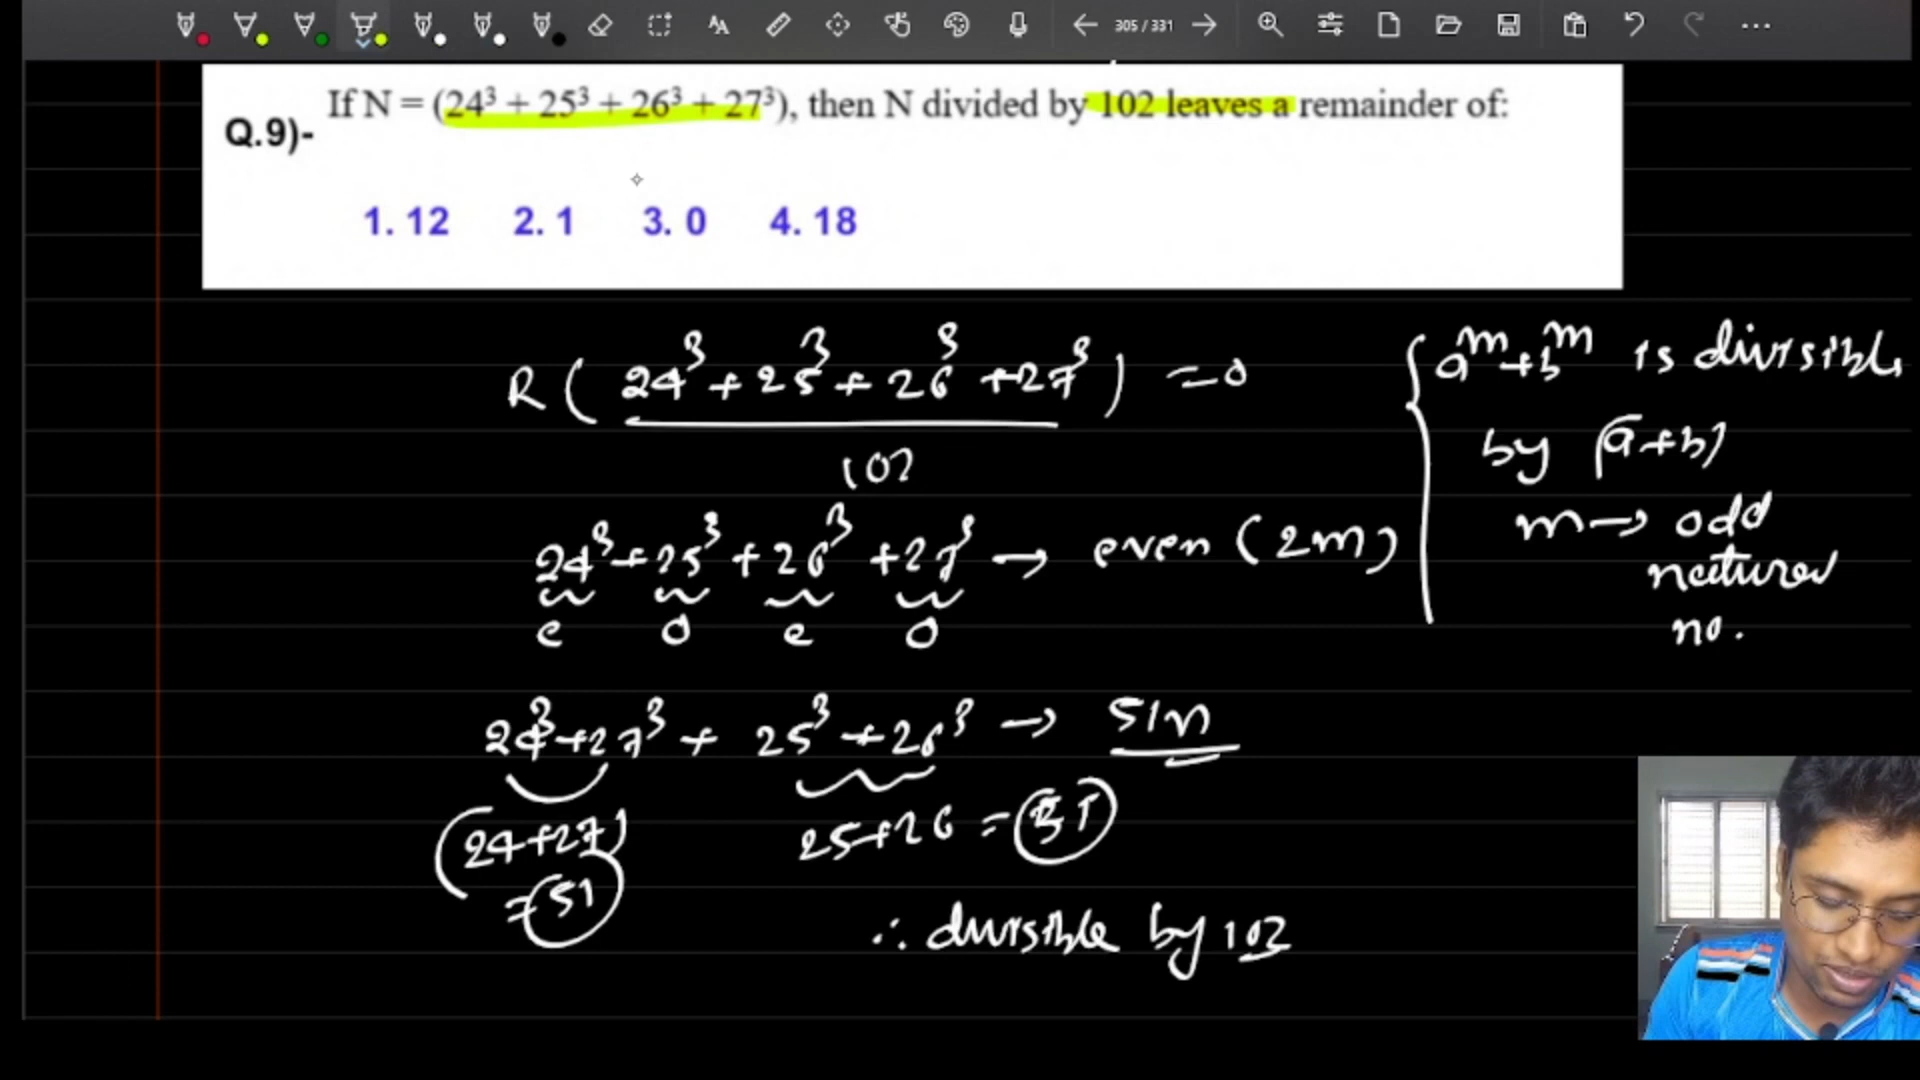 305 / 331
If N = (24³ + 25³ + 26³ + 27³), then N divided by 102 leaves a remainder of:
Q.9)-
1. 12 2. 1 3. 0 4. 18
R ( 24³ + 25³ + 26³ + 27³ ) = 0
102
24³ + 25³ + 26³ + 27³ → even (2m)
e o e o
24³ + 27³ + 25³ + 26³ → 51n
(24+27)
= 51
25+26 = 51
∴ divisible by 102
aᵐ + bᵐ is divisible
by (a+b)
m → odd
natural
no.